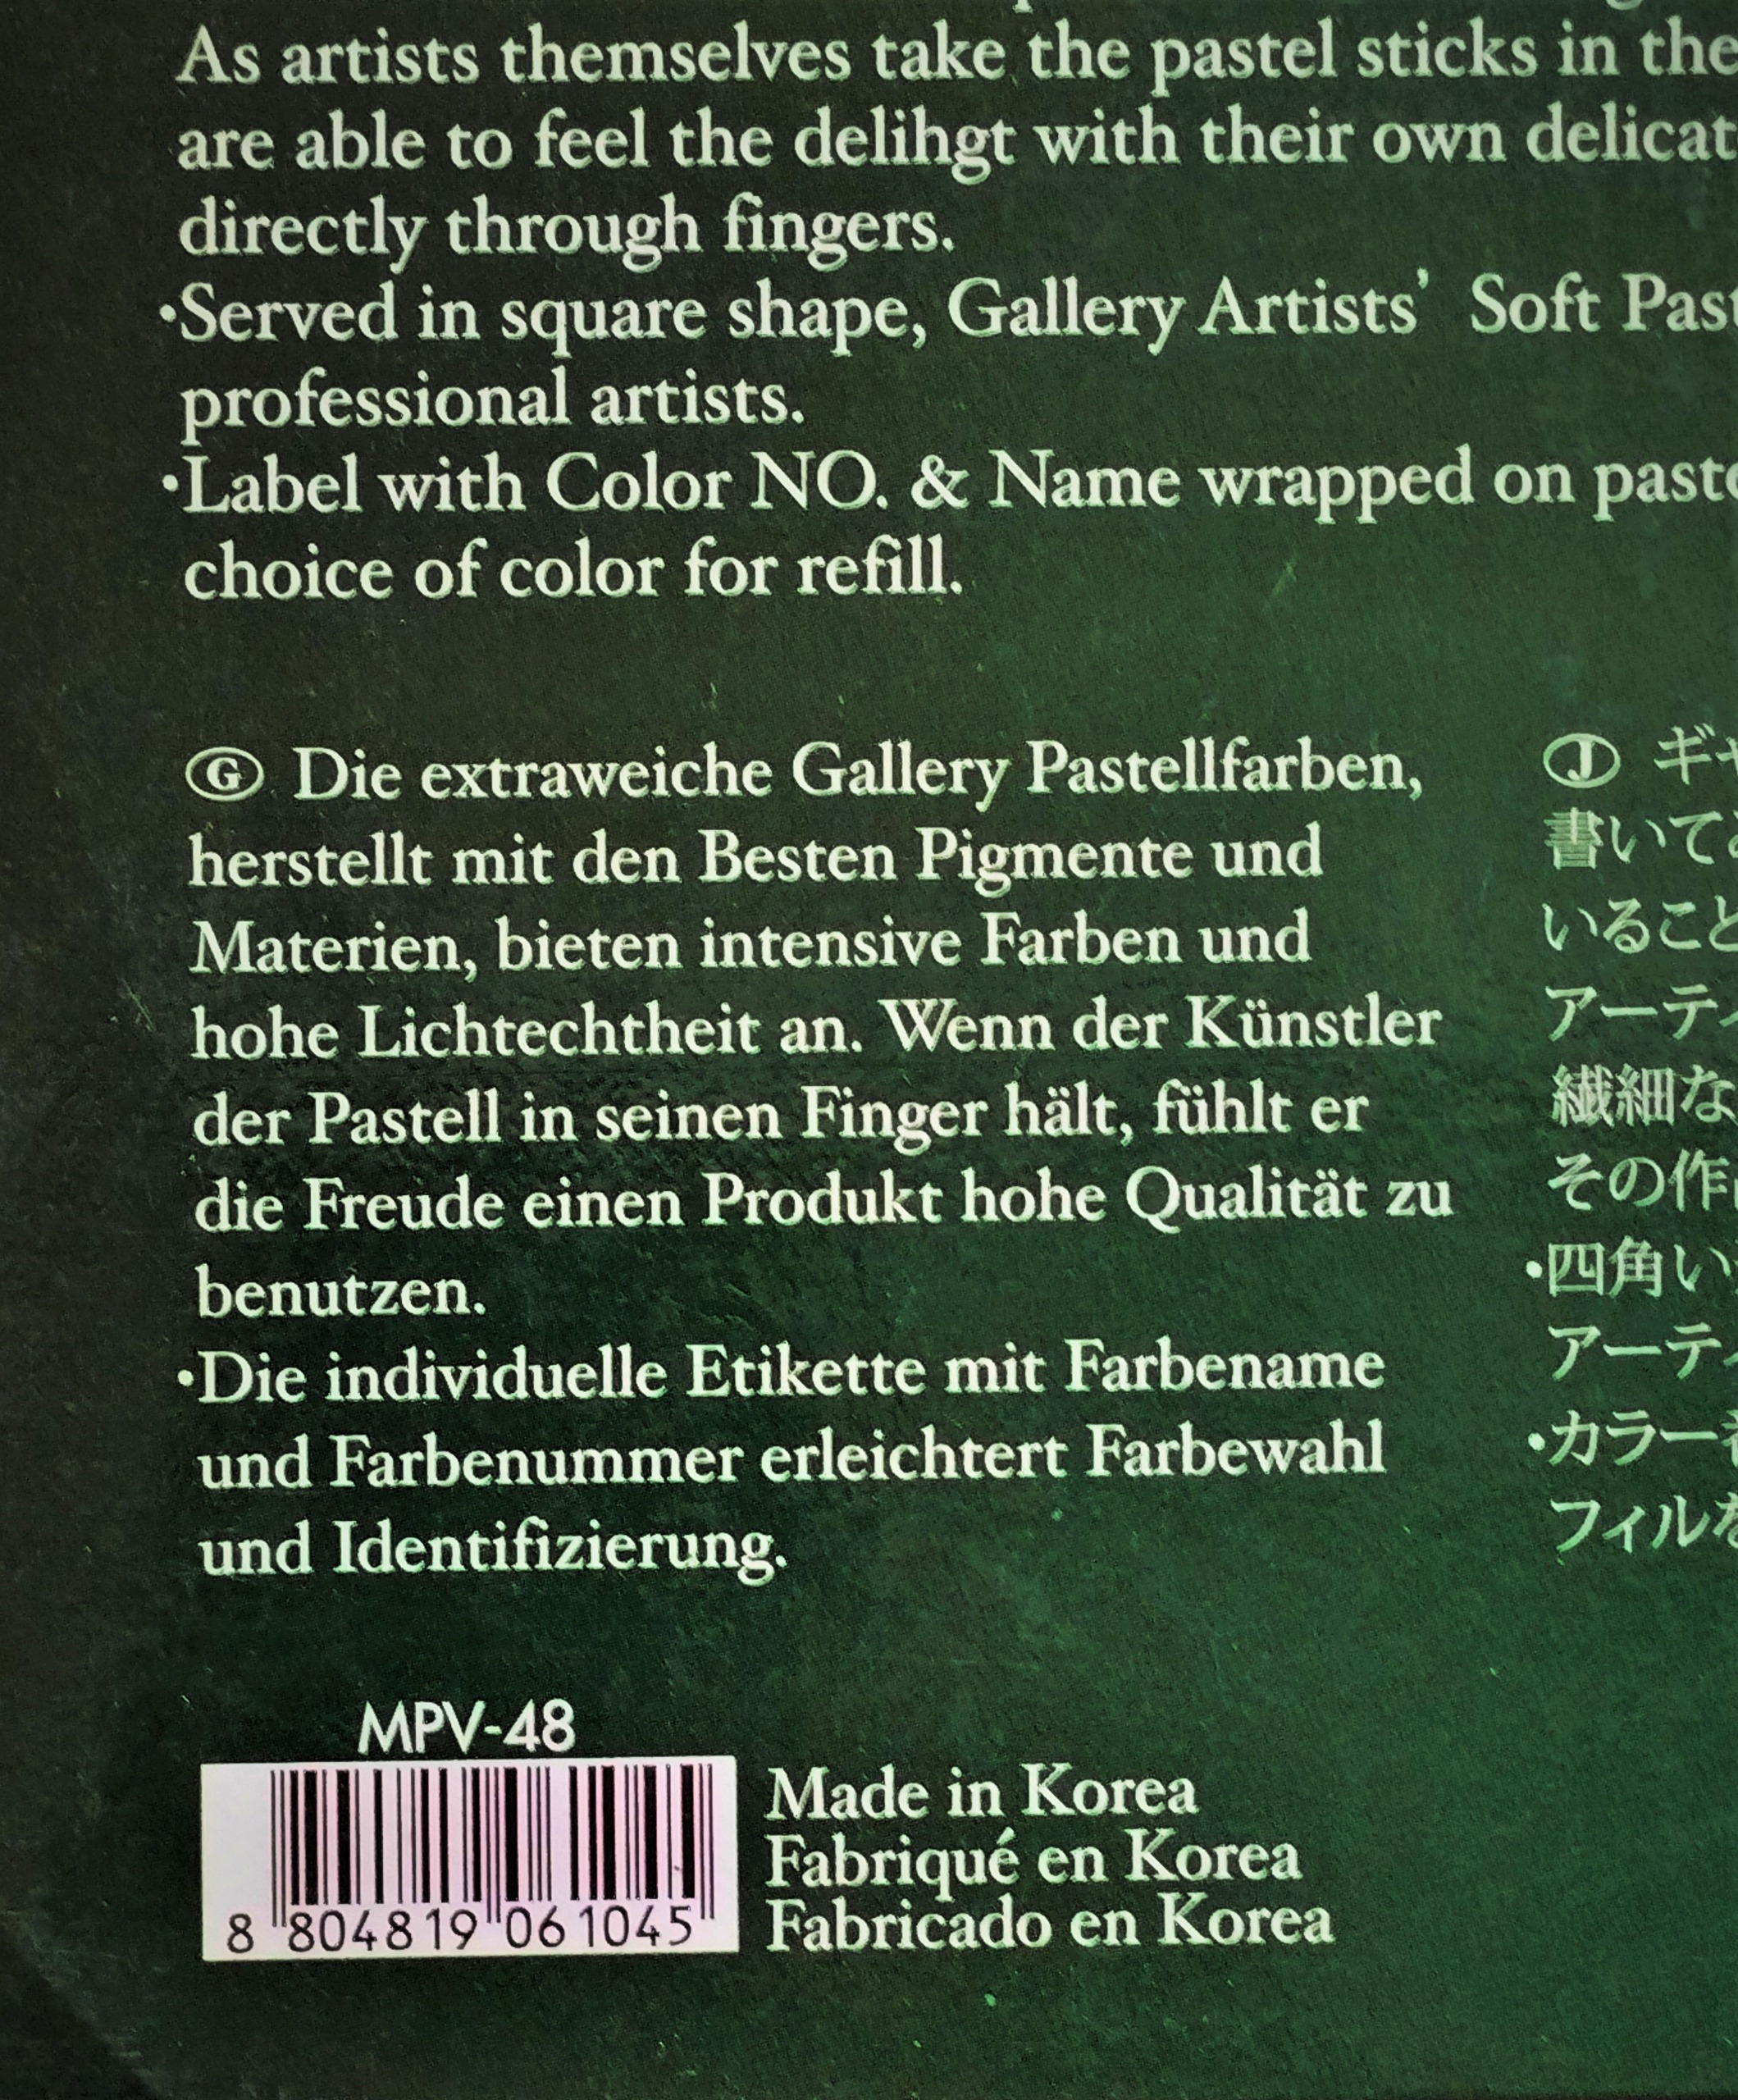 As artists themselves take the pastel sticks in the
are able to feel the delihgt with their own
directly through fingers.
•Served in square shape, Gallery Artists' Soft
professional artists.
•Label with Color NO. & Name wrapped on
choice of color for refill.
G Die extraweiche Gallery Pastellfarben,
herstellt mit den Besten Pigmente und
Materien, bieten intensive Farben und
hohe Lichtechtheit an. Wenn der Künstler
der Pastell in seinen Finger hält, fühlt er
die Freude einen Produkt hohe Qualität zu
benutzen.
•Die individuelle Etikette mit Farbename
und Farbenummer erleichtert Farbewahl
und Identifizierung.
J ギ
書いて
いること
アーティ
繊細な
その作
•四角い
アーティ
•カラー
フィルを
MPV-48
8 804819 061045
Made in Korea
Fabriqué en Korea
Fabricado en Korea